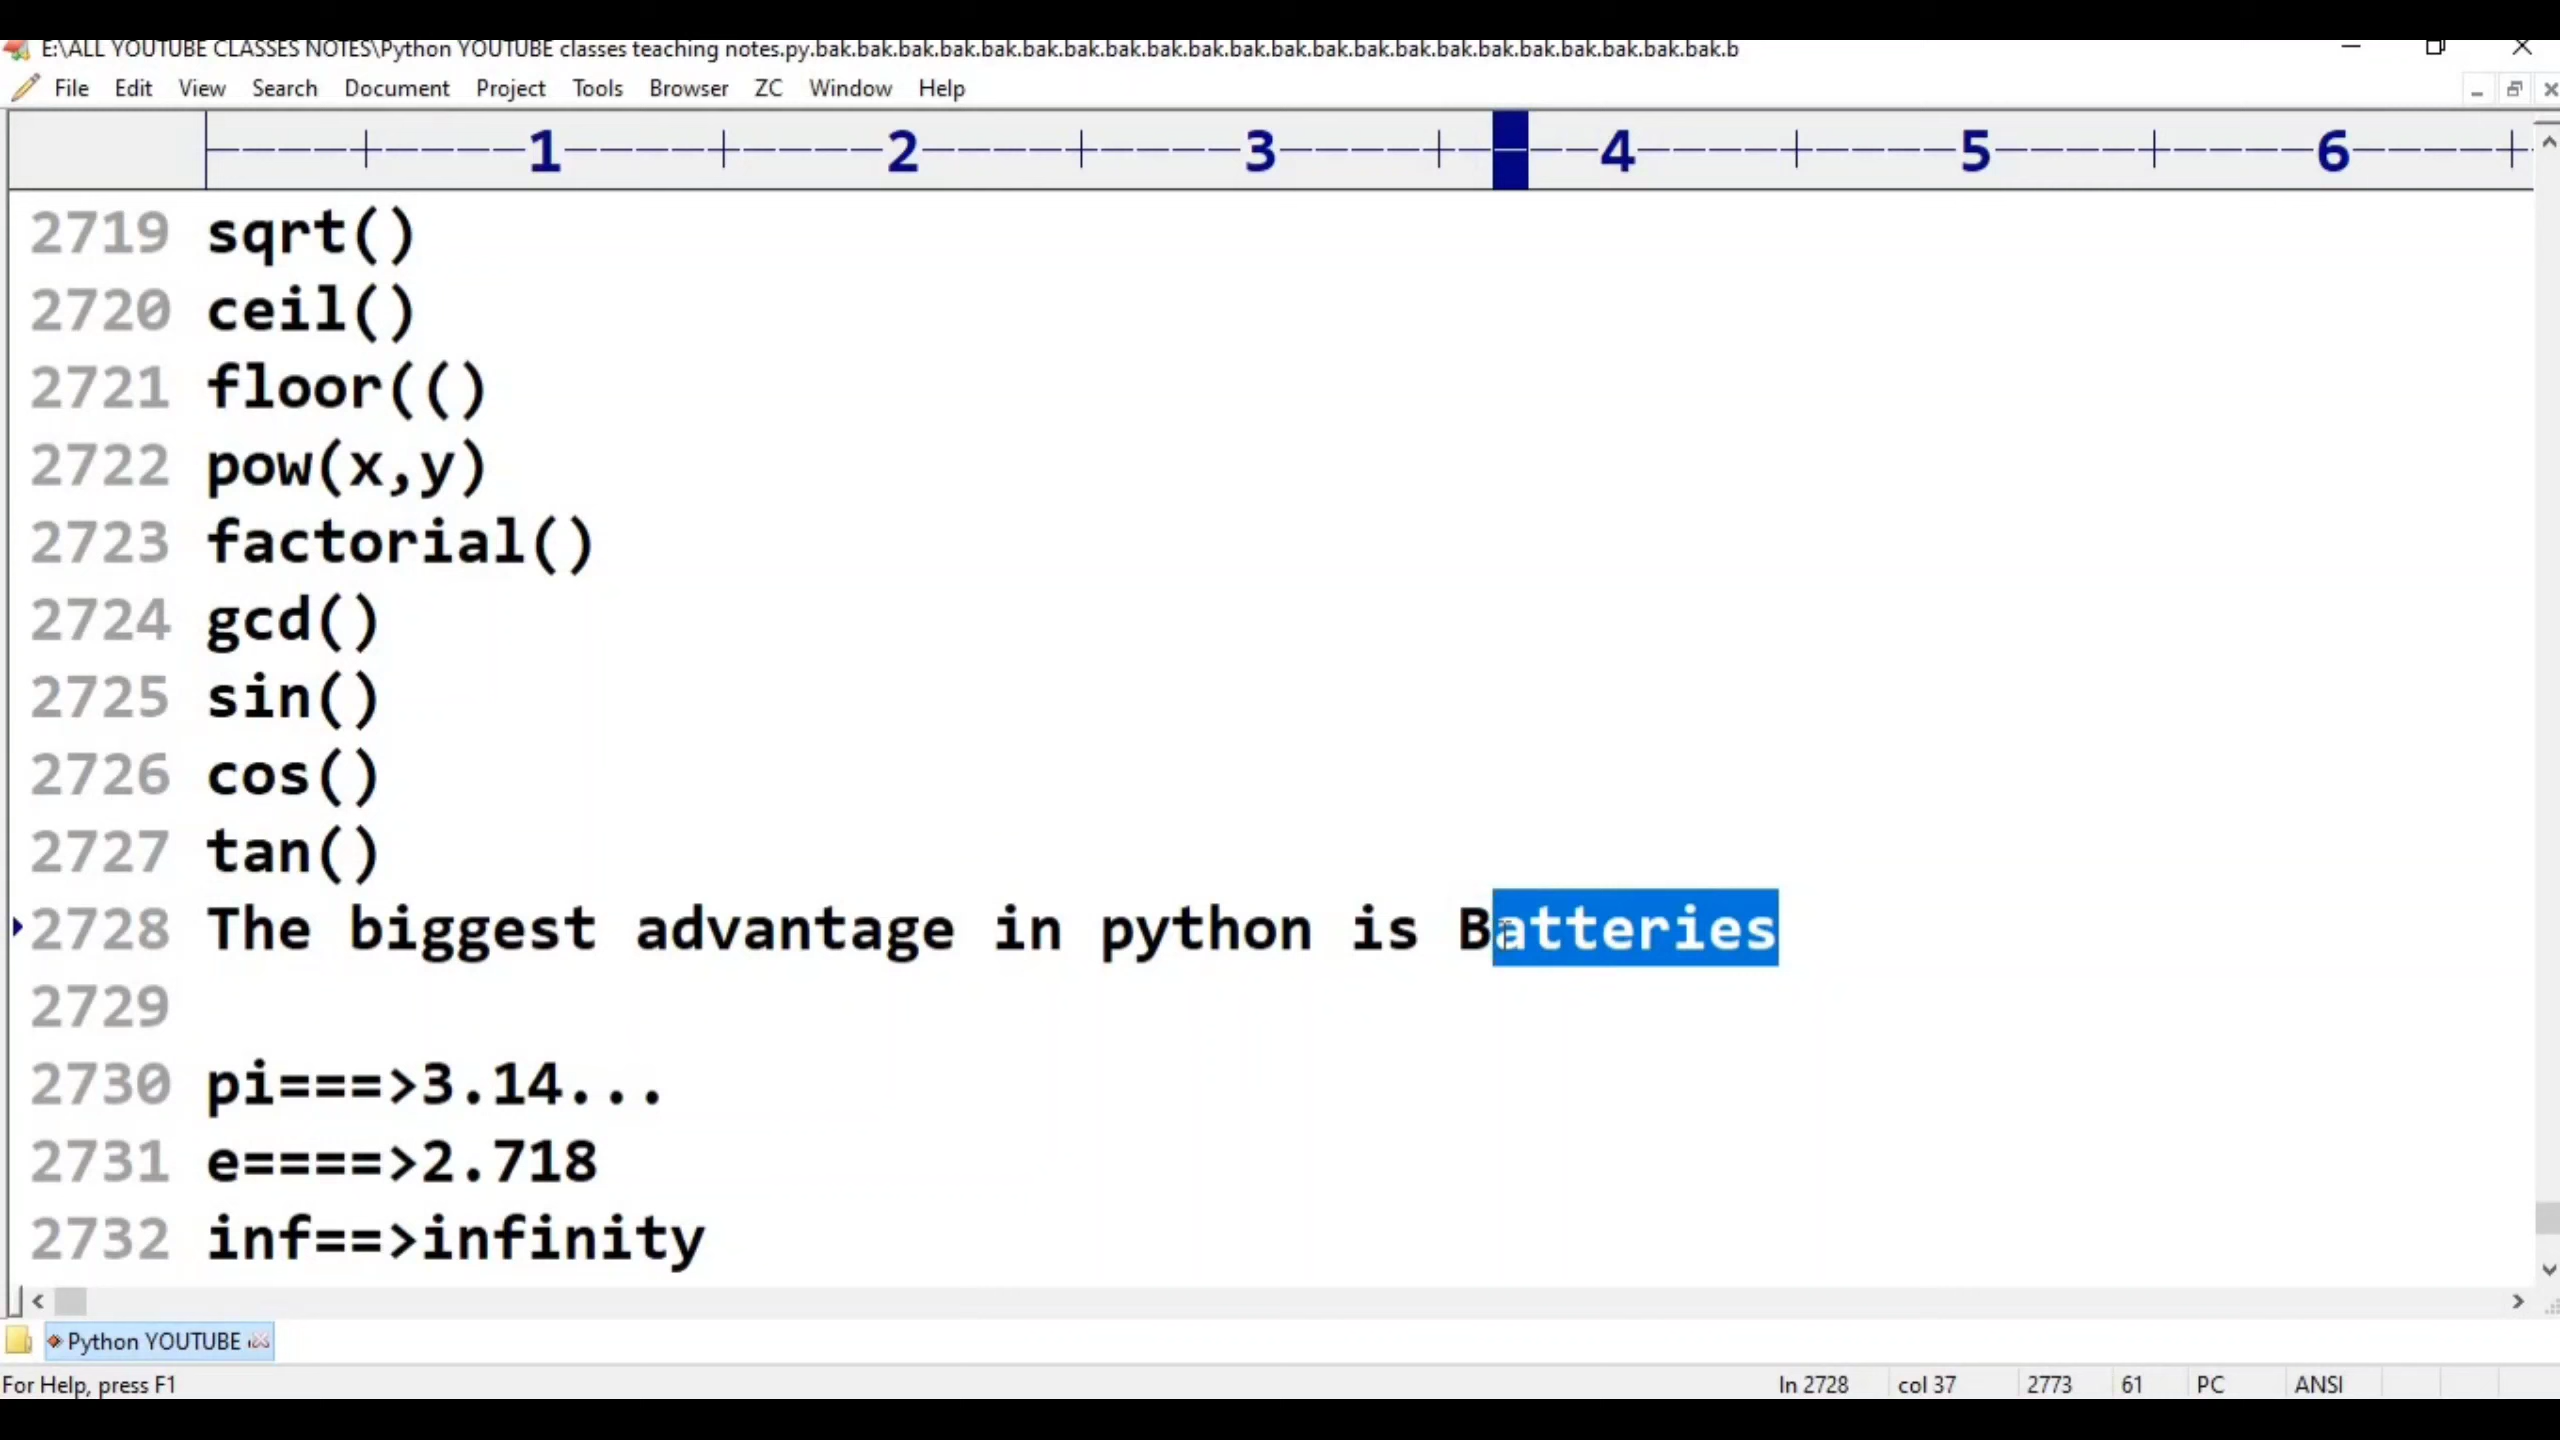 E:\ALL YOUTUBE CLASSES NOTES\Python YOUTUBE classes teaching notes.py.bak.bak.bak.bak.bak.bak.bak.bak.bak.bak.bak.bak.bak.bak.bak.bak.bak.bak.bak.bak.bak.bak.b
File Edit View Search Document Project Tools Browser ZC Window Help
1 2 3 4 5 6
2719 sqrt()
2720 ceil()
2721 floor(()
2722 pow(x,y)
2723 factorial()
2724 gcd()
2725 sin()
2726 cos()
2727 tan()
2728 The biggest advantage in python is Batteries
2729
2730 pi===>3.14...
2731 e====>2.718
2732 inf==>infinity
Python YOUTUBE
For Help, press F1 ln 2728 col 37 2773 61 PC ANSI